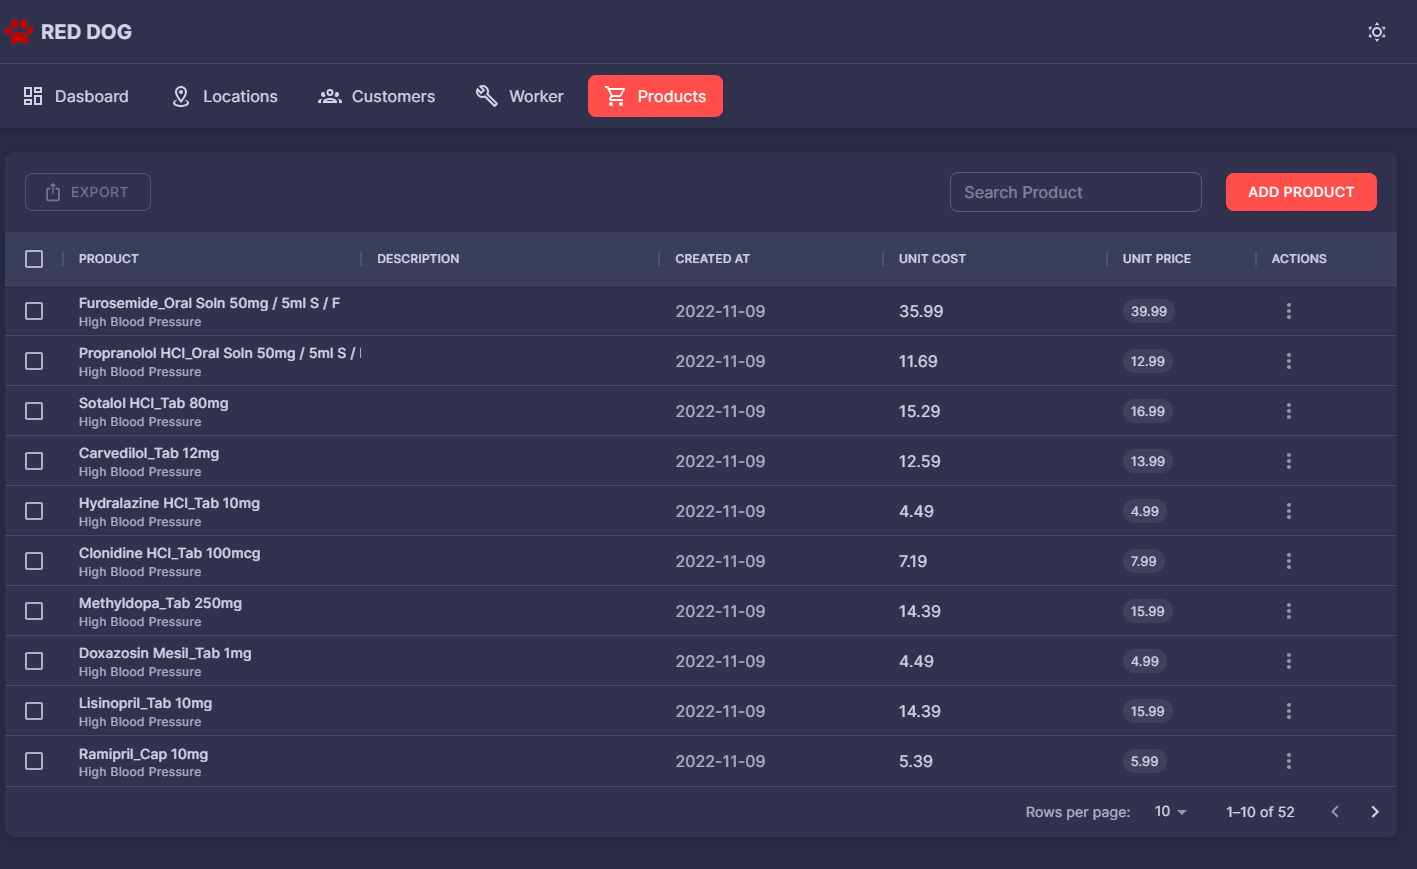 RED DOG
Dasboard Locations Customers Worker Products
EXPORT Search Product ADD PRODUCT
PRODUCT DESCRIPTION CREATED AT UNIT COST UNIT PRICE ACTIONS
Furosemide_Oral Soln 50mg / 5ml S / F
High Blood Pressure
2022-11-09 35.99 39.99
Propranolol HCl_Oral Soln 50mg / 5ml S /
High Blood Pressure
2022-11-09 11.69 12.99
Sotalol HCl_Tab 80mg
High Blood Pressure
2022-11-09 15.29 16.99
Carvedilol_Tab 12mg
High Blood Pressure
2022-11-09 12.59 13.99
Hydralazine HCl_Tab 10mg
High Blood Pressure
2022-11-09 4.49 4.99
Clonidine HCl_Tab 100mcg
High Blood Pressure
2022-11-09 7.19 7.99
Methyldopa_Tab 250mg
High Blood Pressure
2022-11-09 14.39 15.99
Doxazosin Mesil_Tab 1mg
High Blood Pressure
2022-11-09 4.49 4.99
Lisinopril_Tab 10mg
High Blood Pressure
2022-11-09 14.39 15.99
Ramipril_Cap 10mg
High Blood Pressure
2022-11-09 5.39 5.99
Rows per page: 10 1–10 of 52